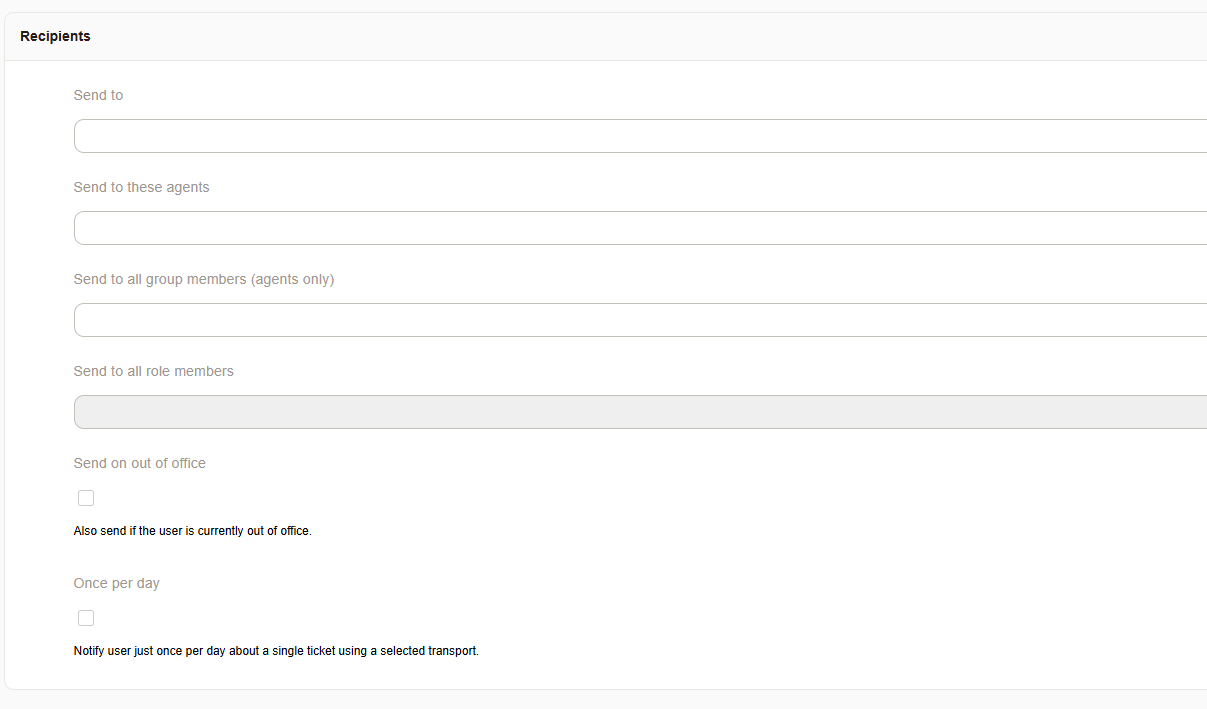 Recipients
Send to
Send to these agents
Send to all group members (agents only)
Send to all role members
Send on out of office
Also send if the user is currently out of office.
Once per day
Notify user just once per day about a single ticket using a selected transport.